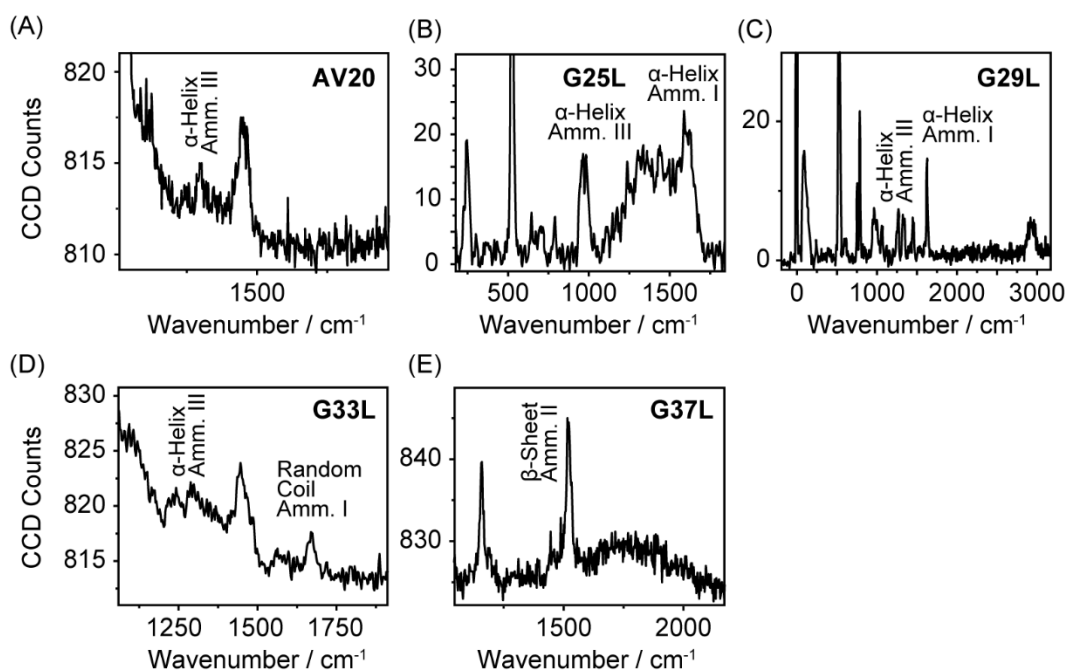 (A)
AV20
α-Helix
Amm. III
820
815
810
1500
CCD Counts
Wavenumber / cm-1
(B)
G25L
α-Helix
Amm. III
α-Helix
Amm. I
30
20
10
0
500
1000
1500
Wavenumber / cm-1
(C)
G29L
α-Helix
Amm. III
α-Helix
Amm. I
20
0
0
1000
2000
3000
Wavenumber / cm-1
(D)
G33L
α-Helix
Amm. III
Random
Coil
Amm. I
830
825
820
815
1250
1500
1750
CCD Counts
Wavenumber / cm-1
(E)
G37L
β-Sheet
Amm. II
840
830
1500
2000
Wavenumber / cm-1